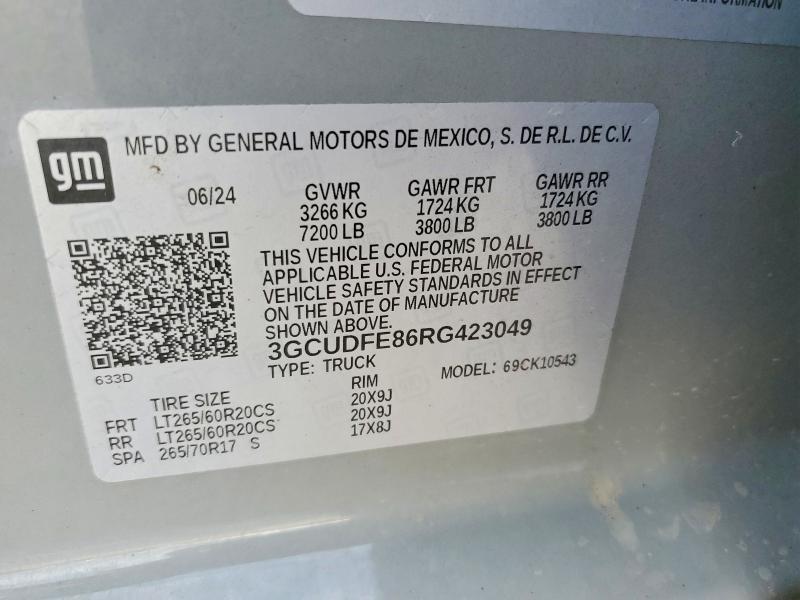 gm
MFD BY GENERAL MOTORS DE MEXICO, S. DE R.L. DE C.V.
06/24 GVWR GAWR FRT GAWR RR
3266 KG 1724 KG 1724 KG
7200 LB 3800 LB 3800 LB
THIS VEHICLE CONFORMS TO ALL
APPLICABLE U.S. FEDERAL MOTOR
VEHICLE SAFETY STANDARDS IN EFFECT
ON THE DATE OF MANUFACTURE
SHOWN ABOVE.
3GCUDFE86RG423049
633D TYPE: TRUCK MODEL: 69CK10543
TIRE SIZE RIM
FRT LT265/60R20CS 20X9J
RR LT265/60R20CS 20X9J
SPA 265/70R17 S 17X8J